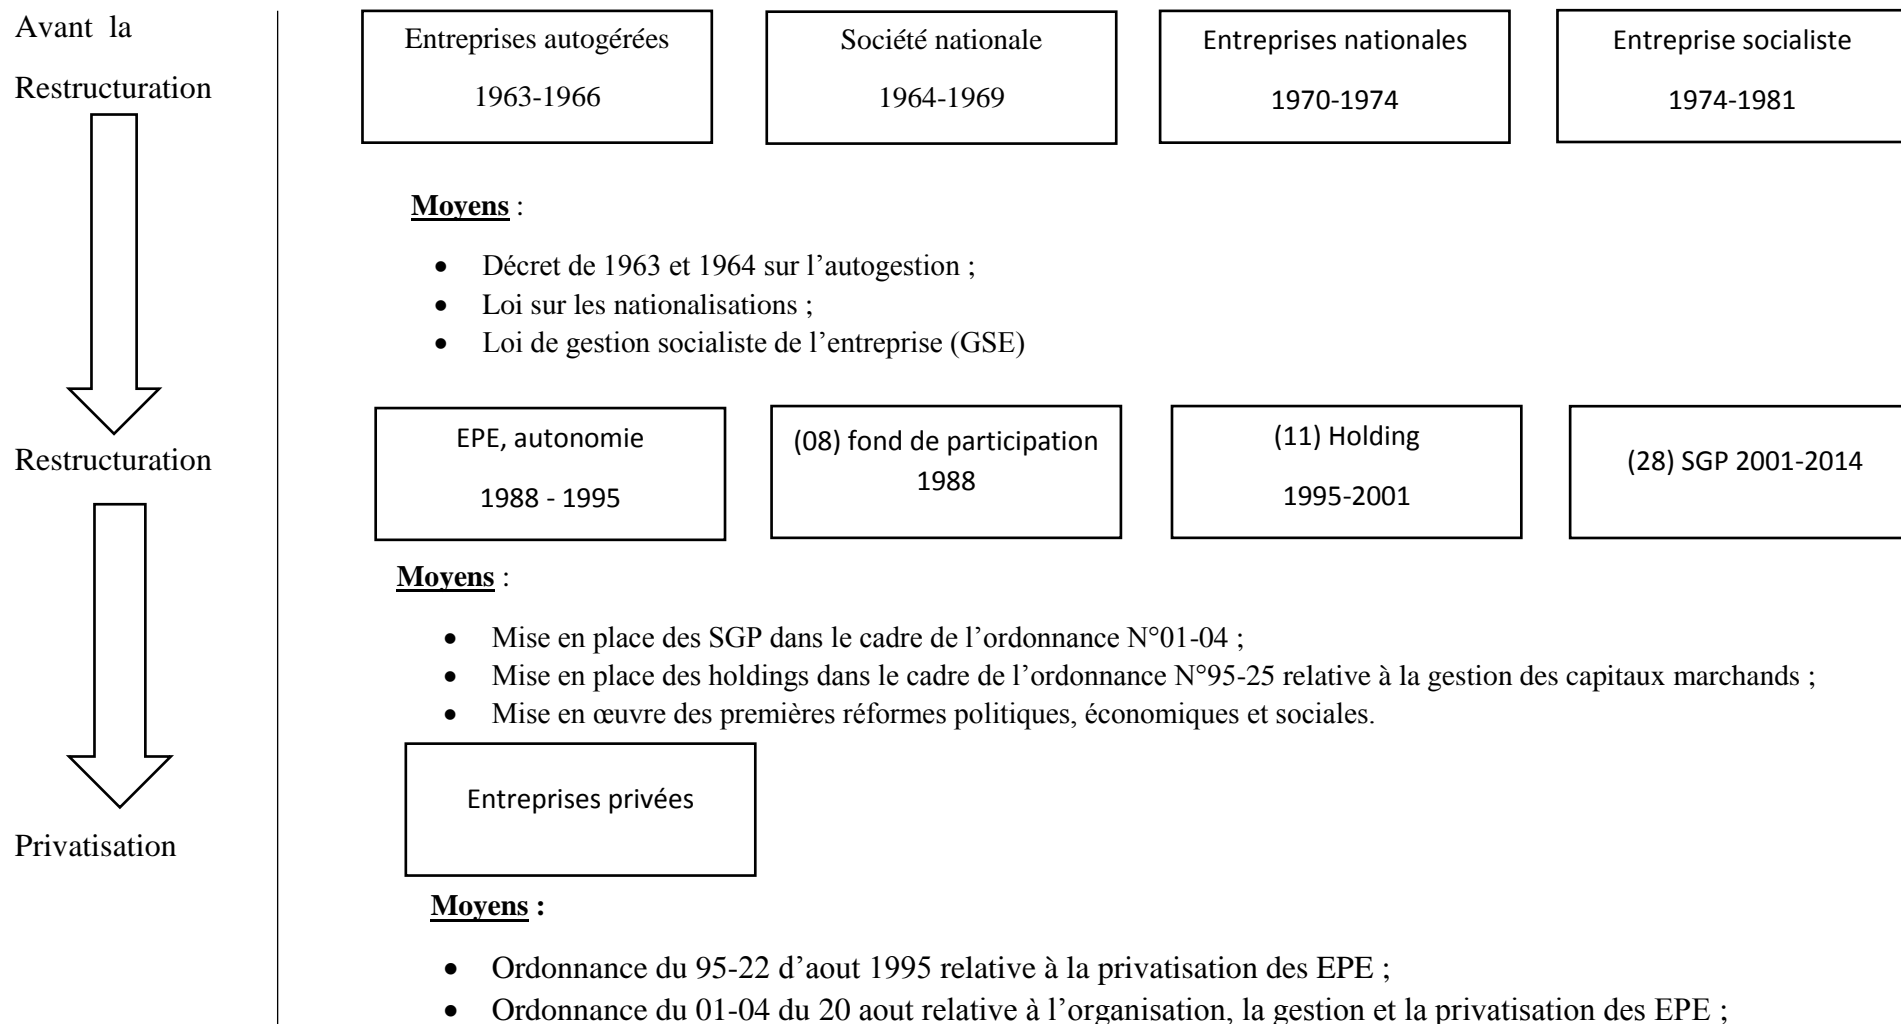 Avant la
Restructuration
Entreprises autogérées
1963-1966
Société nationale
1964-1969
Entreprises nationales
1970-1974
Entreprise socialiste
1974-1981
Moyens :
• Décret de 1963 et 1964 sur l’autogestion ;
• Loi sur les nationalisations ;
• Loi de gestion socialiste de l’entreprise (GSE)
Restructuration
EPE, autonomie
1988 - 1995
(08) fond de participation
1988
(11) Holding
1995-2001
(28) SGP 2001-2014
Moyens :
• Mise en place des SGP dans le cadre de l’ordonnance N°01-04 ;
• Mise en place des holdings dans le cadre de l’ordonnance N°95-25 relative à la gestion des capitaux marchands ;
• Mise en œuvre des premières réformes politiques, économiques et sociales.
Privatisation
Entreprises privées
Moyens :
• Ordonnance du 95-22 d’aout 1995 relative à la privatisation des EPE ;
• Ordonnance du 01-04 du 20 aout relative à l’organisation, la gestion et la privatisation des EPE ;